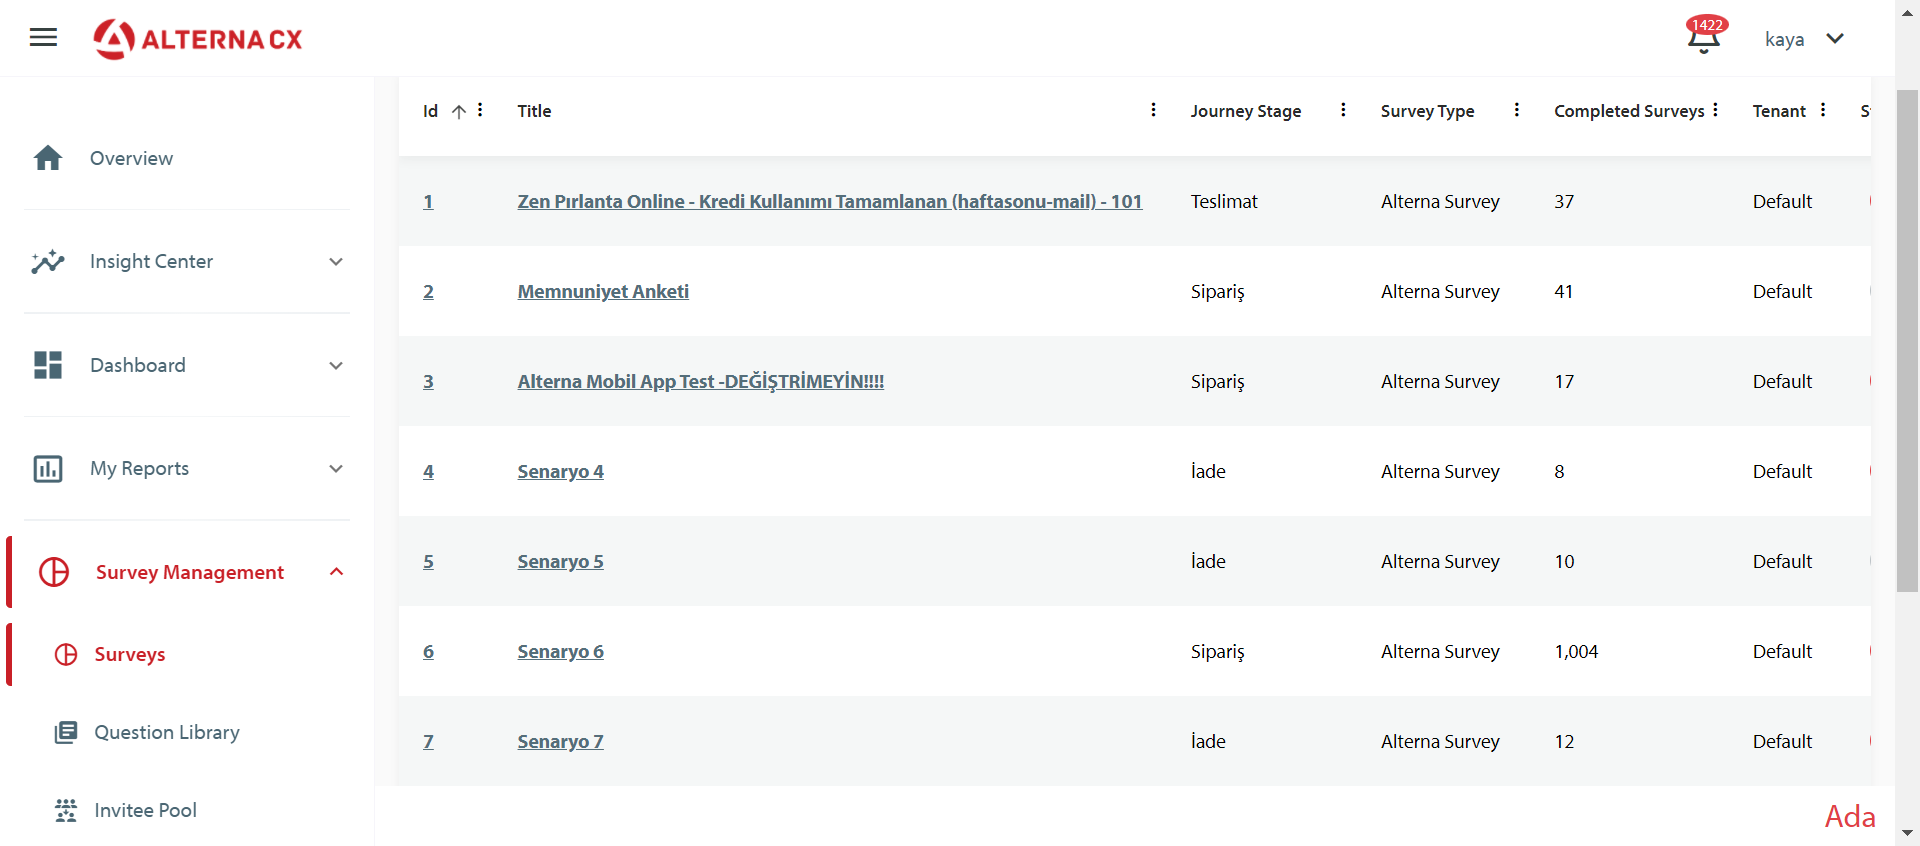 ALTERNA CX
1422
kaya
Id Title Journey Stage Survey Type Completed Surveys Tenant
Overview
Insight Center
Dashboard
My Reports
Survey Management
Surveys
Question Library
Invitee Pool
1 Zen Pırlanta Online - Kredi Kullanımı Tamamlanan (haftasonu-mail) - 101 Teslimat Alterna Survey 37 Default
2 Memnuniyet Anketi Sipariş Alterna Survey 41 Default
3 Alterna Mobil App Test -DEĞİŞTRİMEYİN!!!! Sipariş Alterna Survey 17 Default
4 Senaryo 4 İade Alterna Survey 8 Default
5 Senaryo 5 İade Alterna Survey 10 Default
6 Senaryo 6 Sipariş Alterna Survey 1,004 Default
7 Senaryo 7 İade Alterna Survey 12 Default
Ada